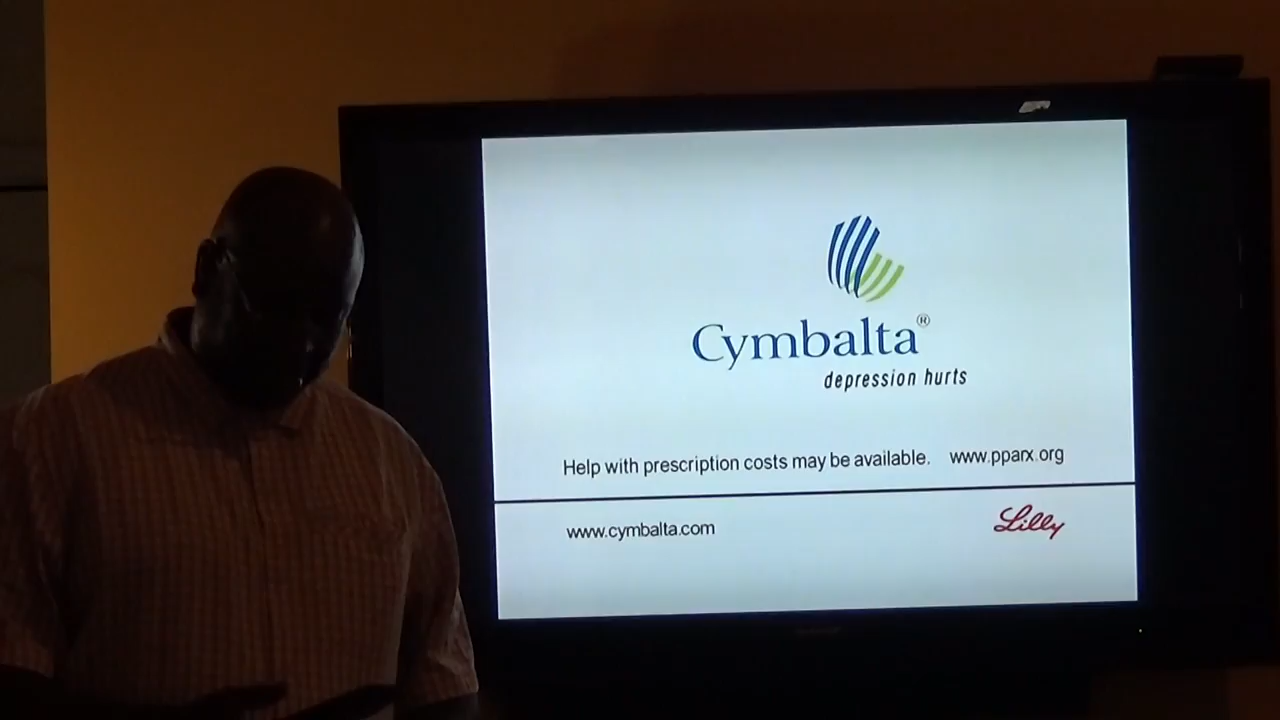 Cymbalta®
depression hurts
Help with prescription costs may be available. www.pparx.org
www.cymbalta.com
Lilly